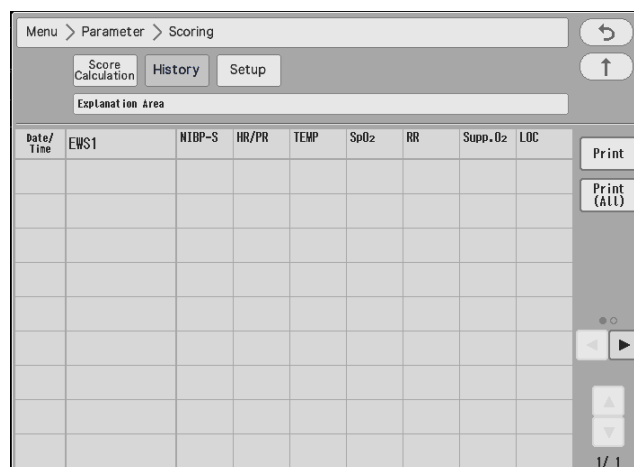 Menu > Parameter > Scoring
Score
Calculation
History
Setup
Explanation Area
Date/
Time
EWS1
NIBP-S
HR/PR
TEMP
SpO2
RR
Supp.O2
LOC
Print
Print
(ALL)
1/ 1